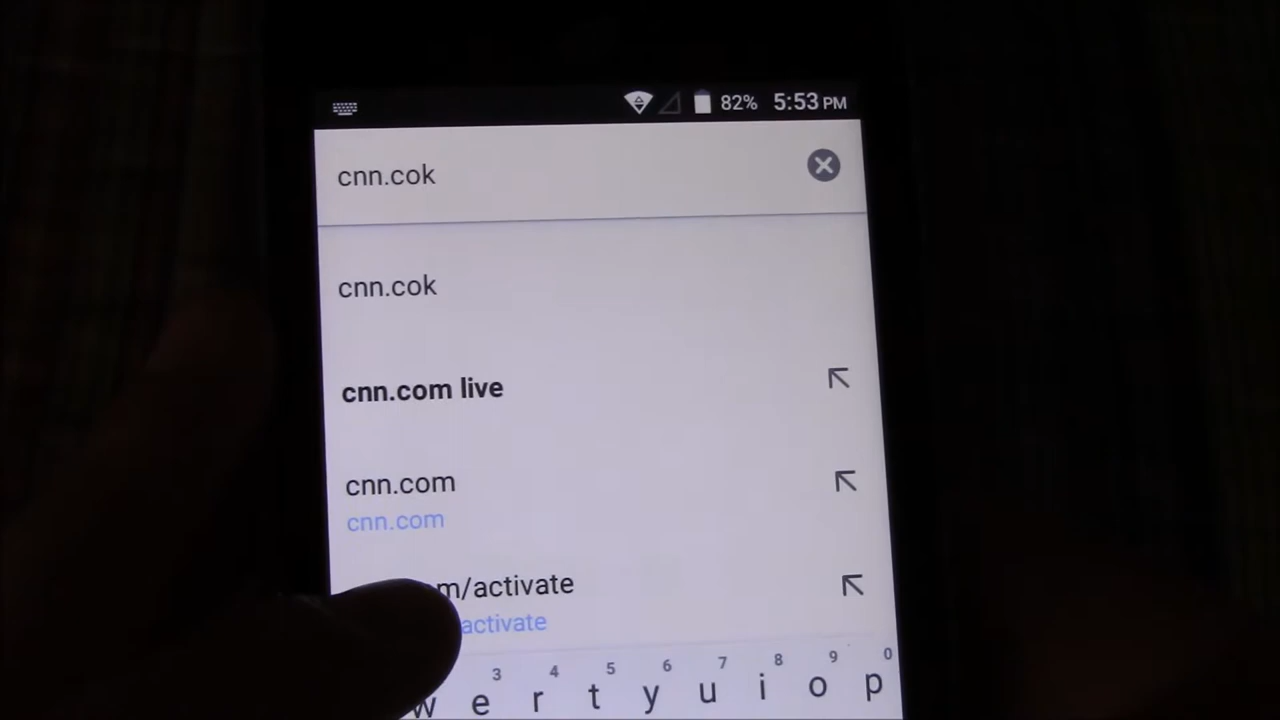 82% 5:53 PM
cnn.cok
cnn.cok
cnn.com live
cnn.com
cnn.com
m/activate
activate
3 4 5 6 7 8 9 0
w e r t y u i o p